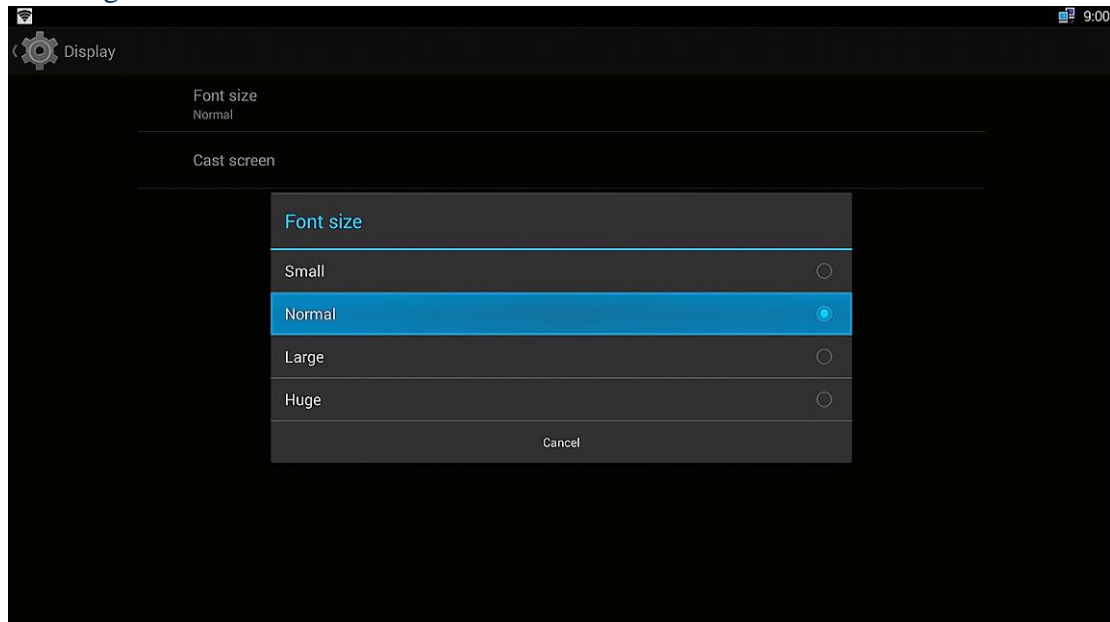 9:00
Display
Font size
Normal
Cast screen
Font size
Small
Normal
Large
Huge
Cancel